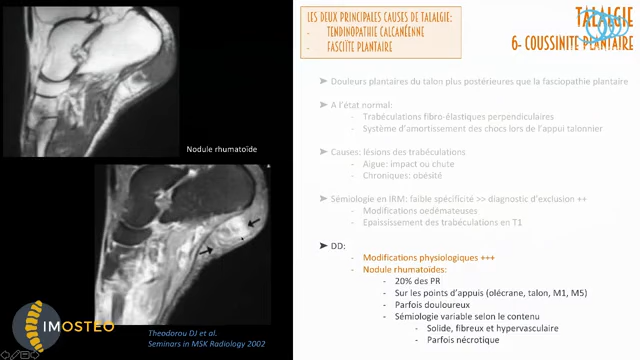 LES DEUX PRINCIPALES CAUSES DE TALALGIE:
- TENDINOPATHIE CALCANÉENNE
- FASCIÏTE PLANTAIRE
TALALGIE
6- COUSSINITE PLANTAIRE
➤ Douleurs plantaires du talon plus postérieures que la fasciopathie plantaire
➤ A l'état normal:
- Trabéculations fibro-élastiques perpendiculaires
- Système d'amortissement des chocs lors de l'appui talonnier
➤ Causes: lésions des trabéculations
- Aigue: impact ou chute
- Chroniques: obésité
➤ Sémiologie en IRM: faible spécificité >> diagnostic d'exclusion ++
- Modifications oedémateuses
- Epaississement des trabéculations en T1
➤ DD:
- Modifications physiologiques +++
- Nodule rhumatoïdes:
- 20% des PR
- Sur les points d'appuis (olécrane, talon, M1, M5)
- Parfois douloureux
- Sémiologie variable selon le contenu
- Solide, fibreux et hypervasculaire
- Parfois nécrotique
Nodule rhumatoïde
Theodorou DJ et al.
Seminars in MSK Radiology 2002
IMOSTEO